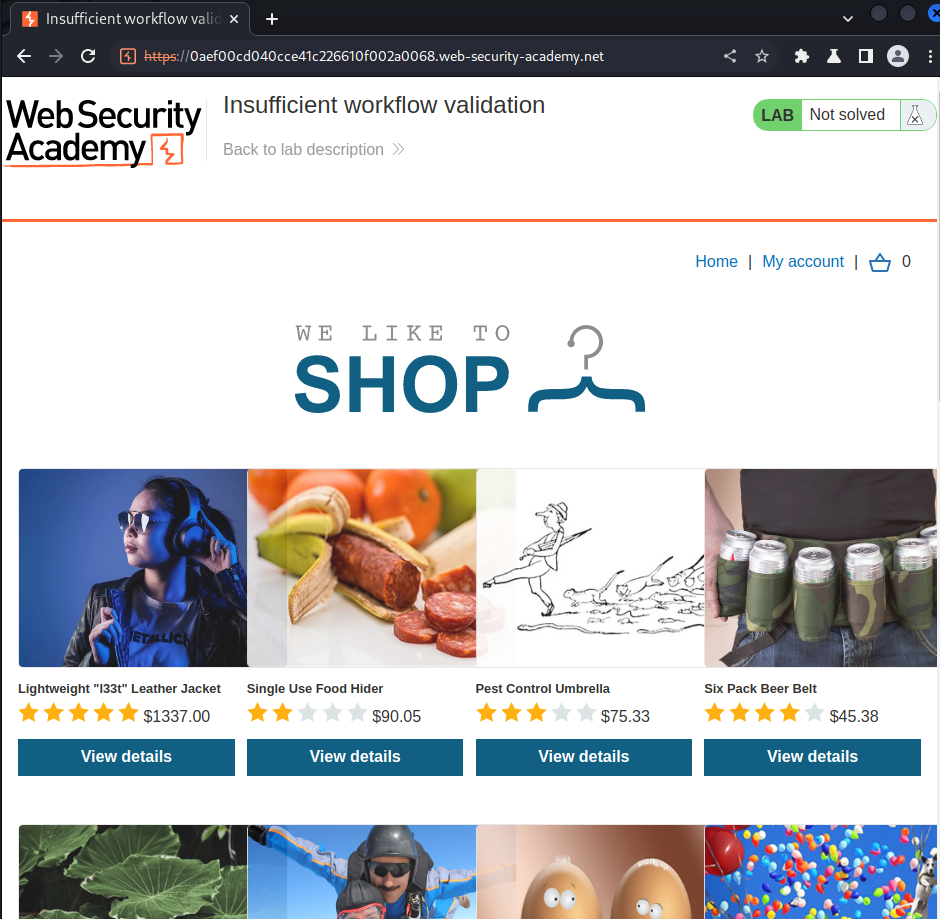 Insufficient workflow valid
https://0aef00cd040cce41c226610f002a0068.web-security-academy.net
Web Security
Academy
Insufficient workflow validation
Back to lab description
LAB Not solved
Home | My account | 0
WE LIKE TO
SHOP
METALLICA
Lightweight "l33t" Leather Jacket
$1337.00
View details
Single Use Food Hider
$90.05
View details
Pest Control Umbrella
$75.33
View details
Six Pack Beer Belt
$45.38
View details